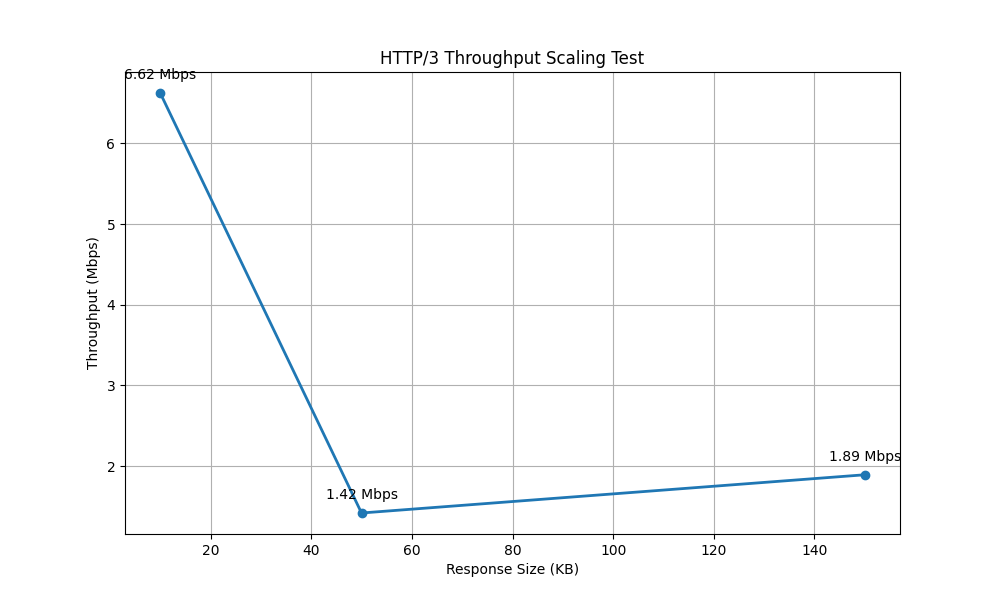 HTTP/3 Throughput Scaling Test
6.62 Mbps
6
5
4
3
2
Throughput (Mbps)
1.42 Mbps
1.89 Mbps
20 40 60 80 100 120 140
Response Size (KB)